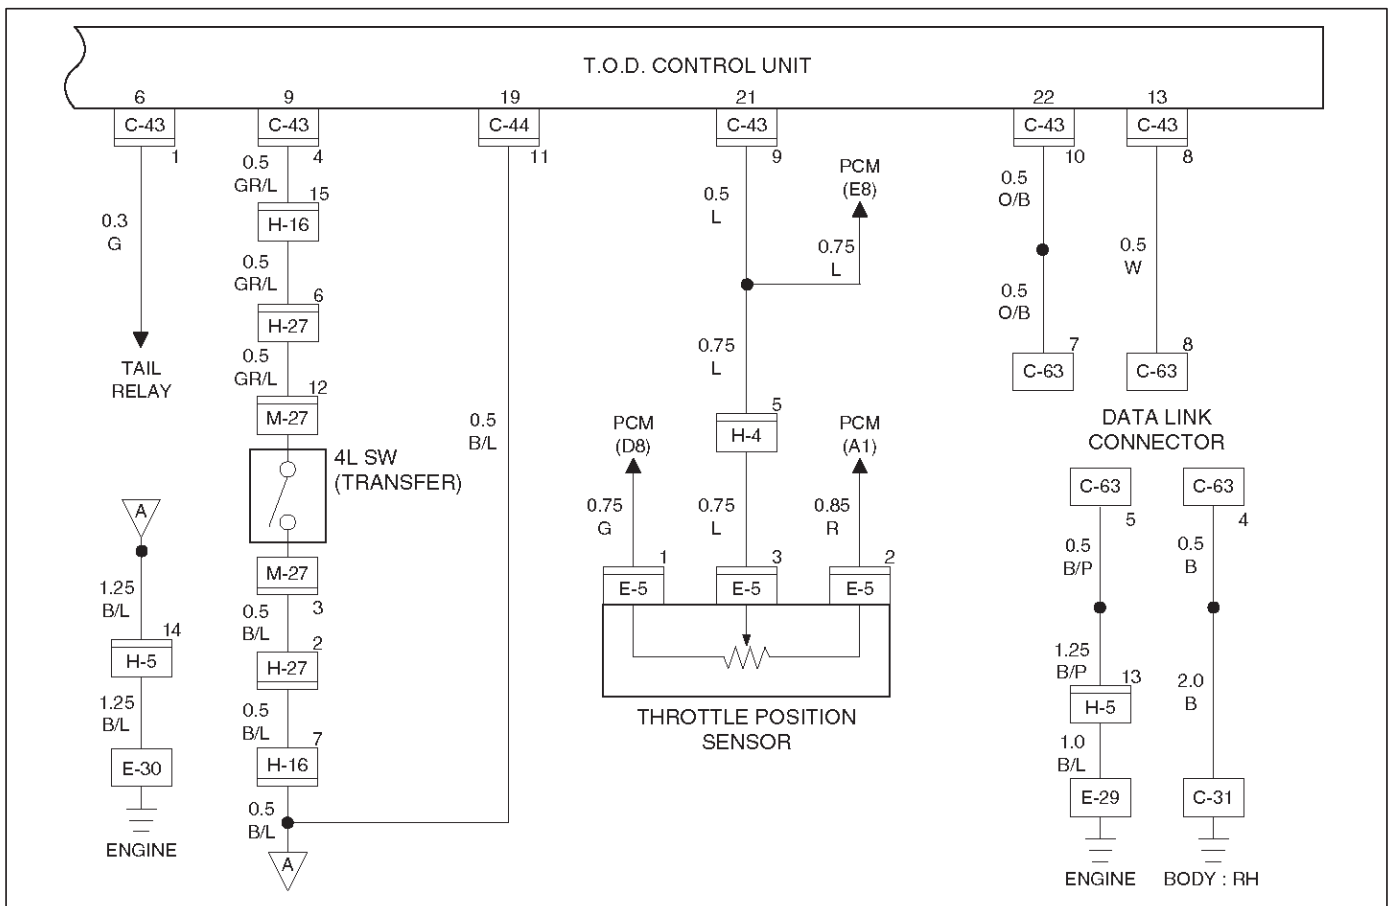 T.O.D. CONTROL UNIT
6 9 19 21 22 13
C-43 C-43 C-44 C-43 C-43 C-43
1 4 11 9 10 8
0.5
GR/L
15
H-16
0.5
GR/L
6
H-27
0.5
GR/L
12
M-27
4L SW
(TRANSFER)
M-27
3
0.5
B/L
2
H-27
0.5
B/L
7
H-16
0.5
B/L
A
0.3
G
TAIL
RELAY
A
1.25
B/L
14
H-5
1.25
B/L
E-30
ENGINE
0.5
B/L
0.5
L
PCM
(E8)
0.75
L
0.75
L
5
H-4
PCM
(D8)
PCM
(A1)
0.75
G
0.75
L
0.85
R
1 3 2
E-5 E-5 E-5
THROTTLE POSITION
SENSOR
0.5
O/B
0.5
O/B
7
C-63
0.5
W
8
C-63
DATA LINK
CONNECTOR
C-63
5
0.5
B/P
1.25
B/P
13
H-5
1.0
B/L
E-29
ENGINE
C-63
4
0.5
B
2.0
B
C-31
BODY : RH